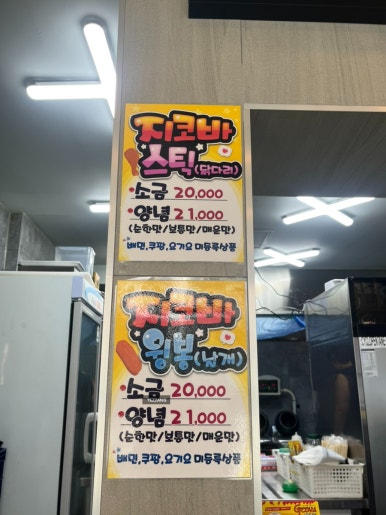 지코바
스틱(닭다리)
소금 20,000
양념 21,000
(순한맛/보통맛/매운맛)
배민,쿠팡,요기요 미등록상품
지코바
윙봉(날개)
소금 20,000
양념 21,000
(순한맛/보통맛/매운맛)
배민,쿠팡,요기요 미등록상품